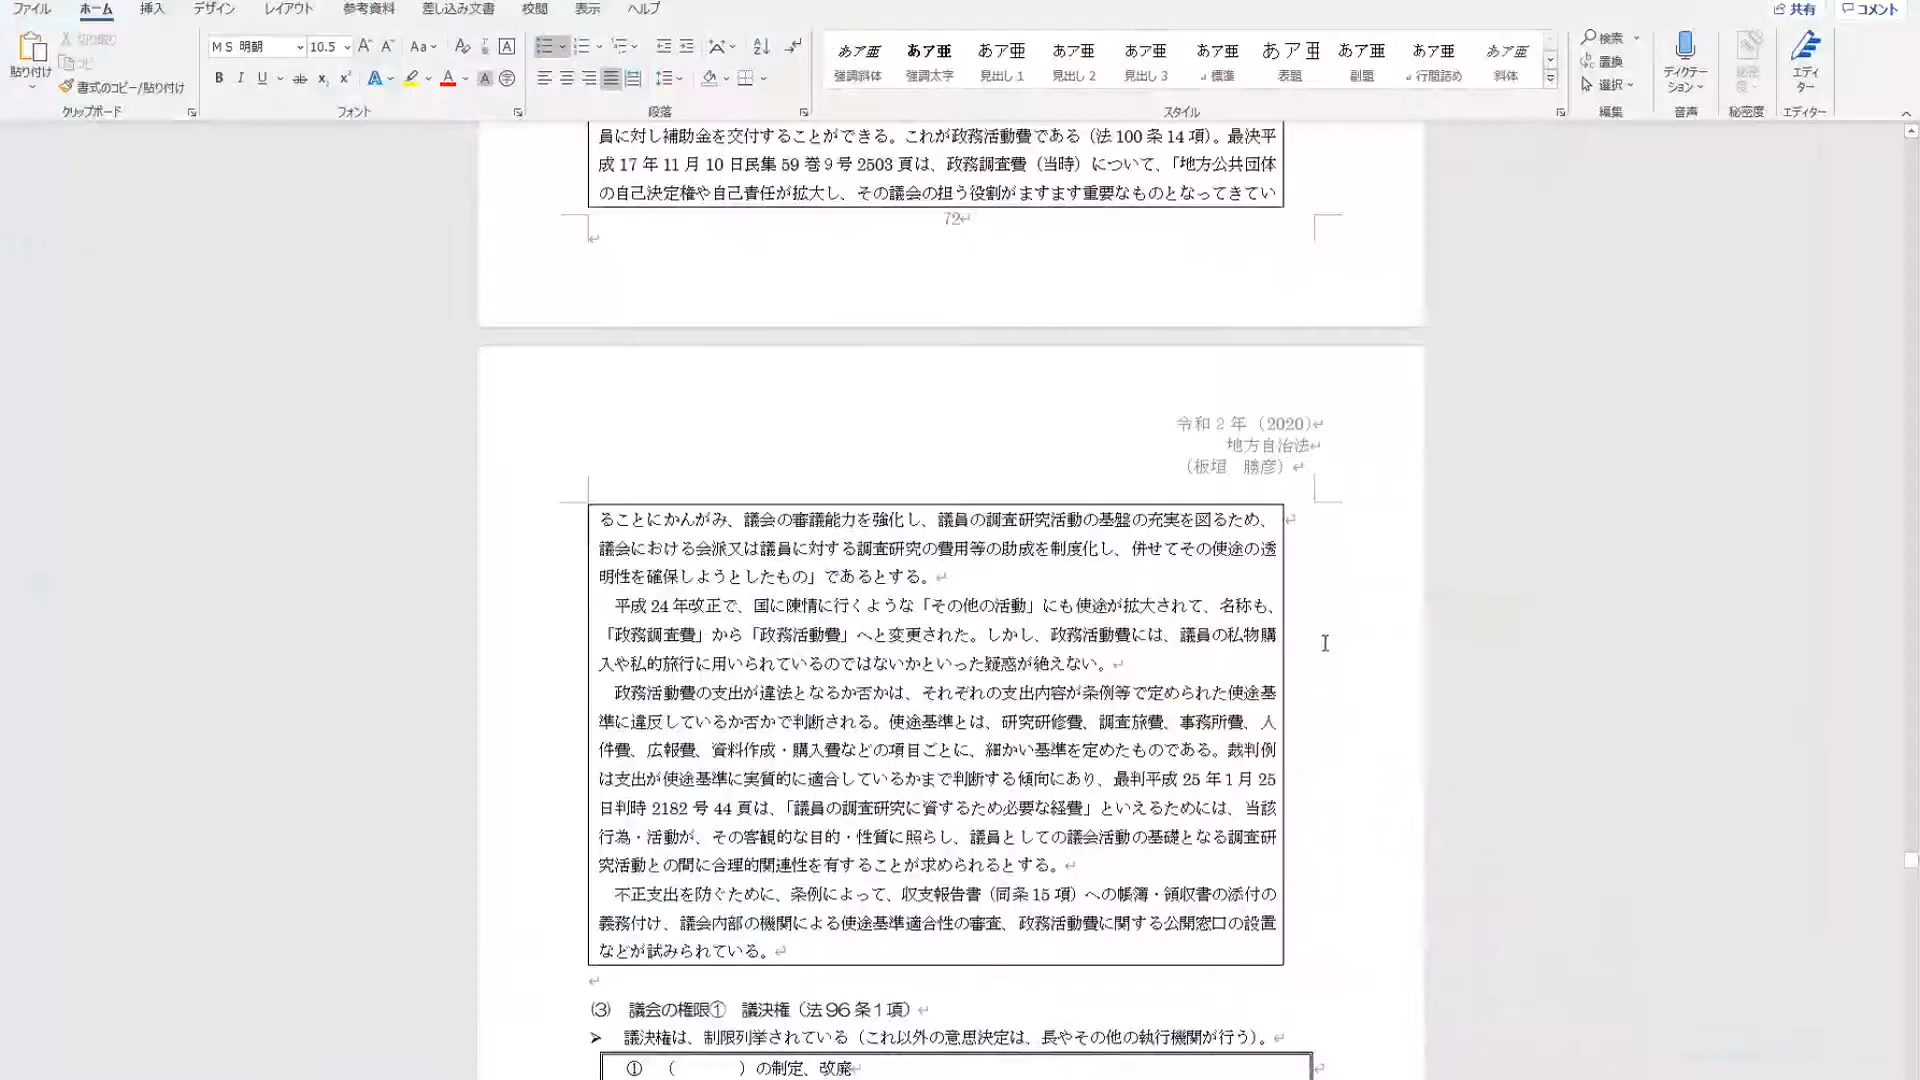 ファイル ホーム 挿入 デザイン レイアウト 参考資料 差し込み文書 校閲 表示 ヘルプ 共有 コメント
貼り付け 切り取り コピー 書式のコピー/貼り付け クリップボード
MS 明朝 10.5 Aa フォント
段落
あア亜 あア亜 あア亜 あア亜 あア亜 あア亜 あア亜 あア亜 あア亜 あア亜
強調斜体 強調太字 見出し 1 見出し 2 見出し 3 標準 表題 副題 行間詰め 斜体
スタイル
検索 置換 選択 編集
ディクテーション 音声
秘密度 秘密度
エディター エディター
員に対し補助金を交付することができる。これが政務活動費である（法 100 条 14 項）。最決平
成 17 年 11 月 10 日民集 59 巻 9 号 2503 頁は、政務調査費（当時）について、「地方公共団体
の自己決定権や自己責任が拡大し、その議会の担う役割がますます重要なものとなってきてい
72
令和 2 年（2020）
地方自治法
（板垣　勝彦）
ることにかんがみ、議会の審議能力を強化し、議員の調査研究活動の基盤の充実を図るため、
議会における会派又は議員に対する調査研究の費用等の助成を制度化し、併せてその使途の透
明性を確保しようとしたもの」であるとする。
平成 24 年改正で、国に陳情に行くような「その他の活動」にも使途が拡大されて、名称も、
「政務調査費」から「政務活動費」へと変更された。しかし、政務活動費には、議員の私物購
入や私的旅行に用いられているのではないかといった疑惑が絶えない。
政務活動費の支出が違法となるか否かは、それぞれの支出内容が条例等で定められた使途基
準に違反しているか否かで判断される。使途基準とは、研究研修費、調査旅費、事務所費、人
件費、広報費、資料作成・購入費などの項目ごとに、細かい基準を定めたものである。裁判例
は支出が使途基準に実質的に適合しているかまで判断する傾向にあり、最判平成 25 年 1 月 25
日判時 2182 号 44 頁は、「議員の調査研究に資するため必要な経費」といえるためには、当該
行為・活動が、その客観的な目的・性質に照らし、議員としての議会活動の基礎となる調査研
究活動との間に合理的関連性を有することが求められるとする。
不正支出を防ぐために、条例によって、収支報告書（同条 15 項）への帳簿・領収書の添付の
義務付け、議会内部の機関による使途基準適合性の審査、政務活動費に関する公開窓口の設置
などが試みられている。
(3)　議会の権限①　議決権（法 96 条 1 項）
➢　議決権は、制限列挙されている（これ以外の意思決定は、長やその他の執行機関が行う）。
①　（　　　　）の制定、改廃